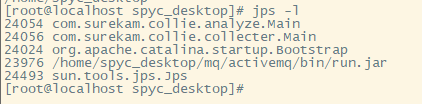 [root@localhost spyc_desktop]# jps -l
24054 com.surekam.collie.analyze.Main
24056 com.surekam.collie.collecter.Main
24024 org.apache.catalina.startup.Bootstrap
23976 /home/spyc_desktop/mq/activemq/bin/run.jar
24493 sun.tools.jps.Jps
[root@localhost spyc_desktop]#